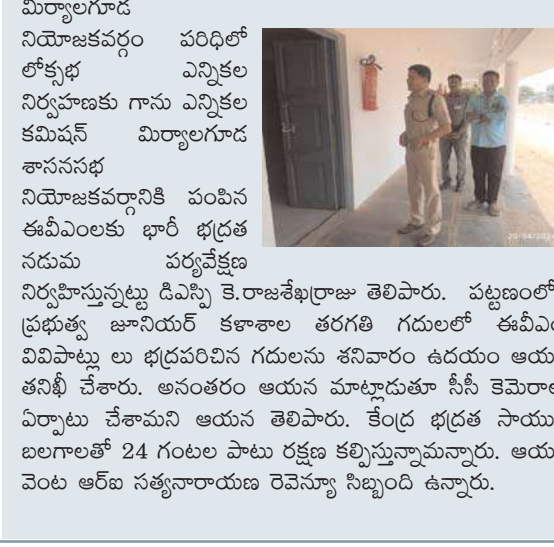 మిర్యాలగూడ
నియోజకవర్గం పరిధిలో
లోక్సభ ఎన్నికల
నిర్వహణకు గాను ఎన్నికల
కమిషన్ మిర్యాలగూడ
శాసనసభ
నియోజకవర్గానికి పంపిన
ఈవీఎంలకు భారీ భద్రత
నడుమ పర్యవేక్షణ
నిర్వహిస్తున్నట్టు డిఎస్పి కె.రాజశేఖర్రాజు తెలిపారు. పట్టణంలో
ప్రభుత్వ జూనియర్ కళాశాల తరగతి గదులలో ఈవీఎం
వివిపాట్లు లు భద్రపరిచిన గదులను శనివారం ఉదయం ఆయ
తనిఖీ చేశారు. అనంతరం ఆయన మాట్లాడుతూ సీసీ కెమెరా
ఏర్పాటు చేశామని ఆయన తెలిపారు. కేంద్ర భద్రత సాయు
బలగాలతో 24 గంటల పాటు రక్షణ కల్పిస్తున్నామన్నారు. ఆయ
వెంట ఆర్ఐ సత్యనారాయణ రెవెన్యూ సిబ్బంది ఉన్నారు.